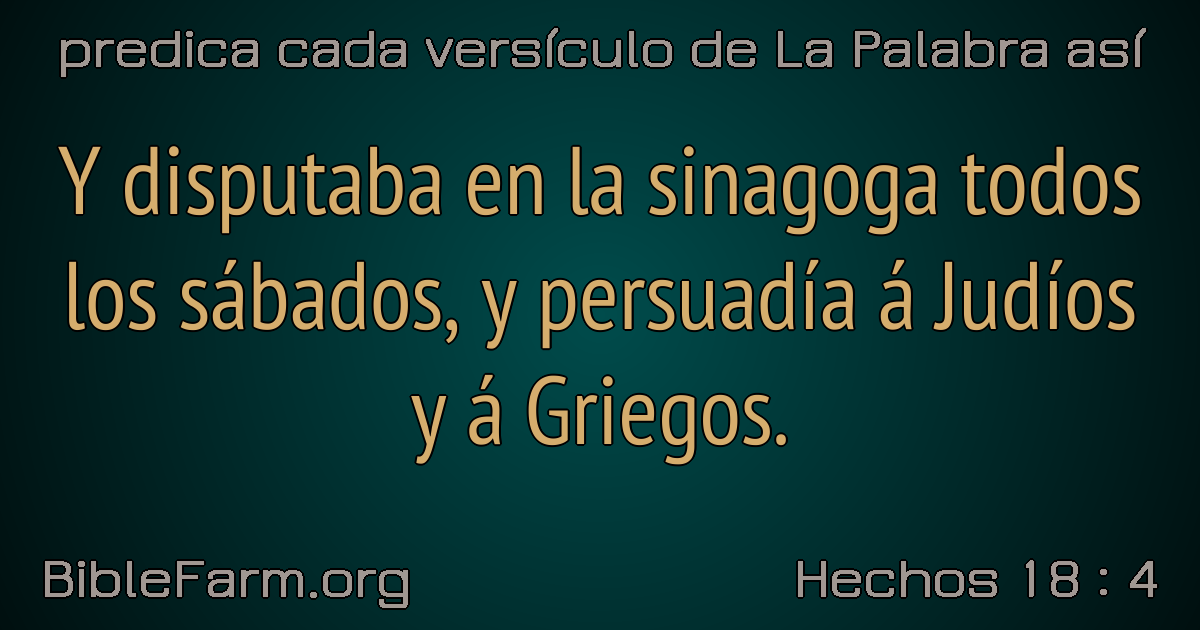 predica cada versículo de La Palabra así
Y disputaba en la sinagoga todos
los sábados, y persuadía á Judíos
y á Griegos.
BibleFarm.org
Hechos 18 : 4